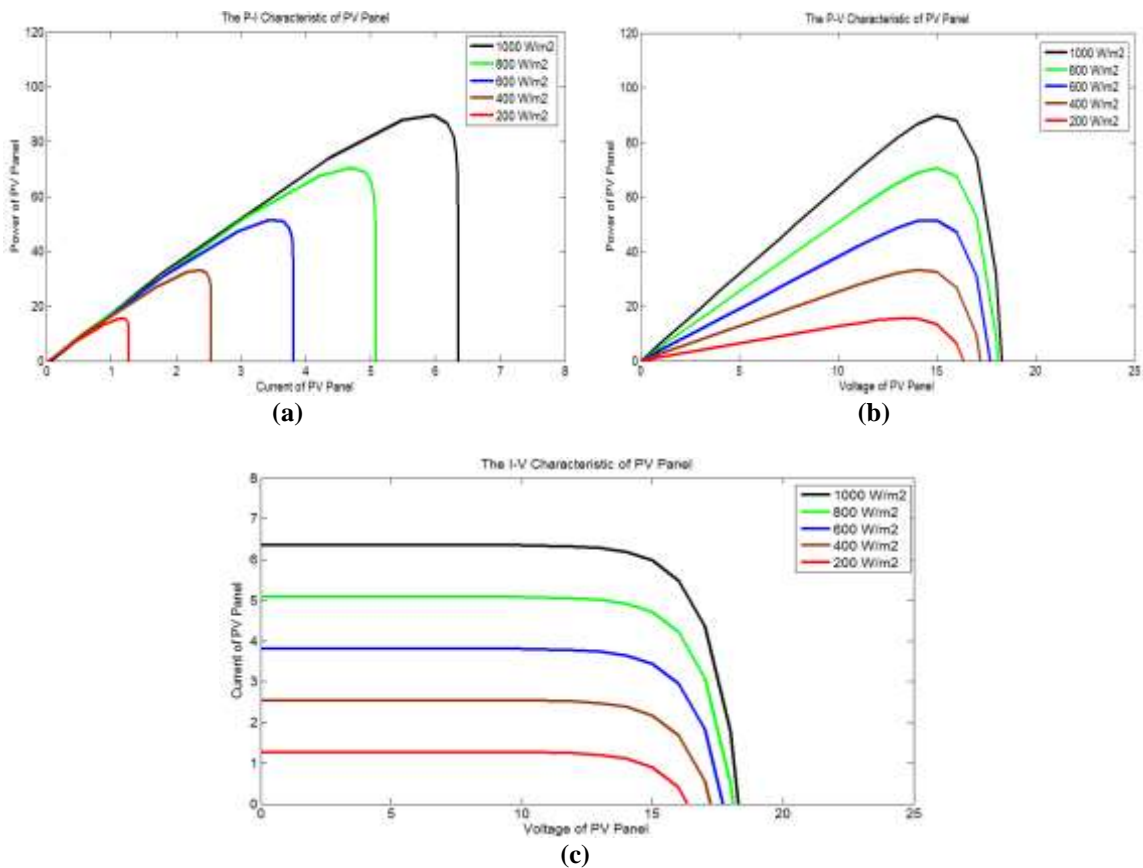 The P-I Characteristic of PV Panel
120
100
80
60
40
20
0
Power of PV Panel
1000 W/m2
800 W/m2
600 W/m2
400 W/m2
200 W/m2
0 1 2 3 4 5 6 7 8
Current of PV Panel
(a)
The P-V Characteristic of PV Panel
120
100
80
60
40
20
0
Power of PV Panel
1000 W/m2
800 W/m2
600 W/m2
400 W/m2
200 W/m2
0 5 10 15 20 25
Voltage of PV Panel
(b)
The I-V Characteristic of PV Panel
8
7
6
5
4
3
2
1
0
Current of PV Panel
1000 W/m2
800 W/m2
600 W/m2
400 W/m2
200 W/m2
0 5 10 15 20 25
Voltage of PV Panel
(c)